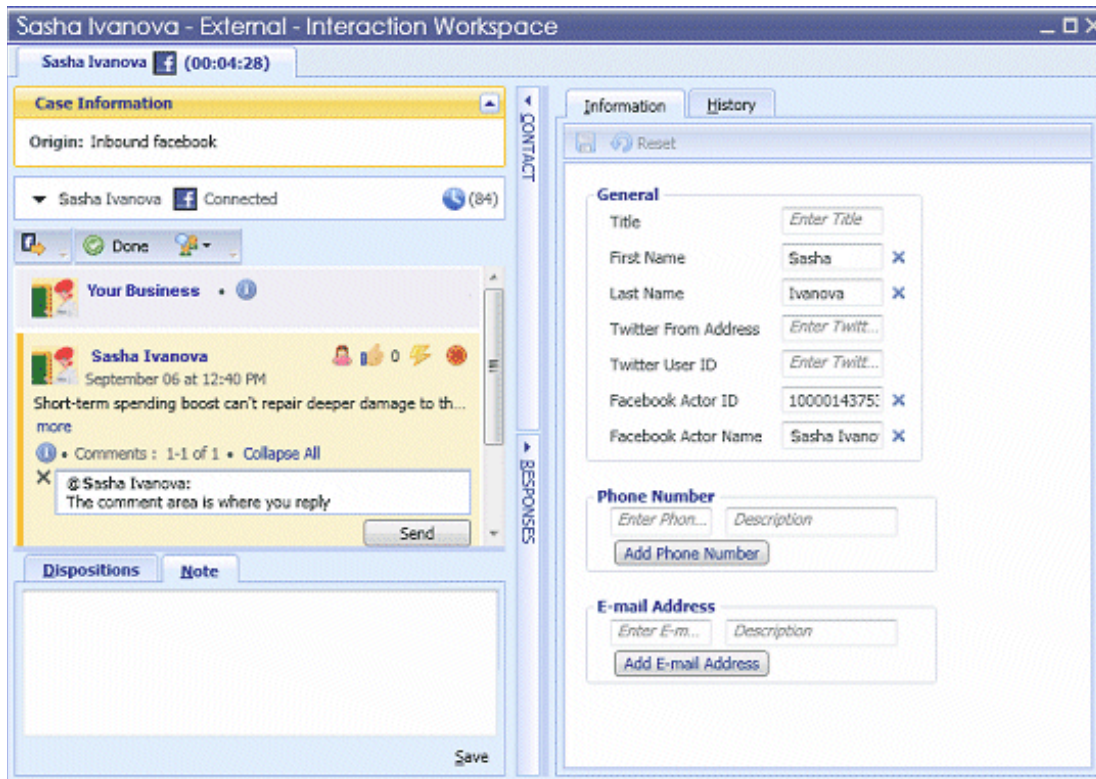 Sasha Ivanova - External - Interaction Workspace
Sasha Ivanova (00:04:28)
Case Information
Origin: Inbound facebook
Sasha Ivanova Connected (84)
Done
Your Business •
Sasha Ivanova 0
September 06 at 12:40 PM
Short-term spending boost can't repair deeper damage to th...
more
• Comments : 1-1 of 1 • Collapse All
@Sasha Ivanova:
The comment area is where you reply
Send
Dispositions Note
Save
CONTACT
RESPONSES
Information History
Reset
General
Title Enter Title
First Name Sasha
Last Name Ivanova
Twitter From Address Enter Twitt...
Twitter User ID Enter Twitt...
Facebook Actor ID 1000014375
Facebook Actor Name Sasha Ivano
Phone Number
Enter Phon... Description
Add Phone Number
E-mail Address
Enter E-m... Description
Add E-mail Address